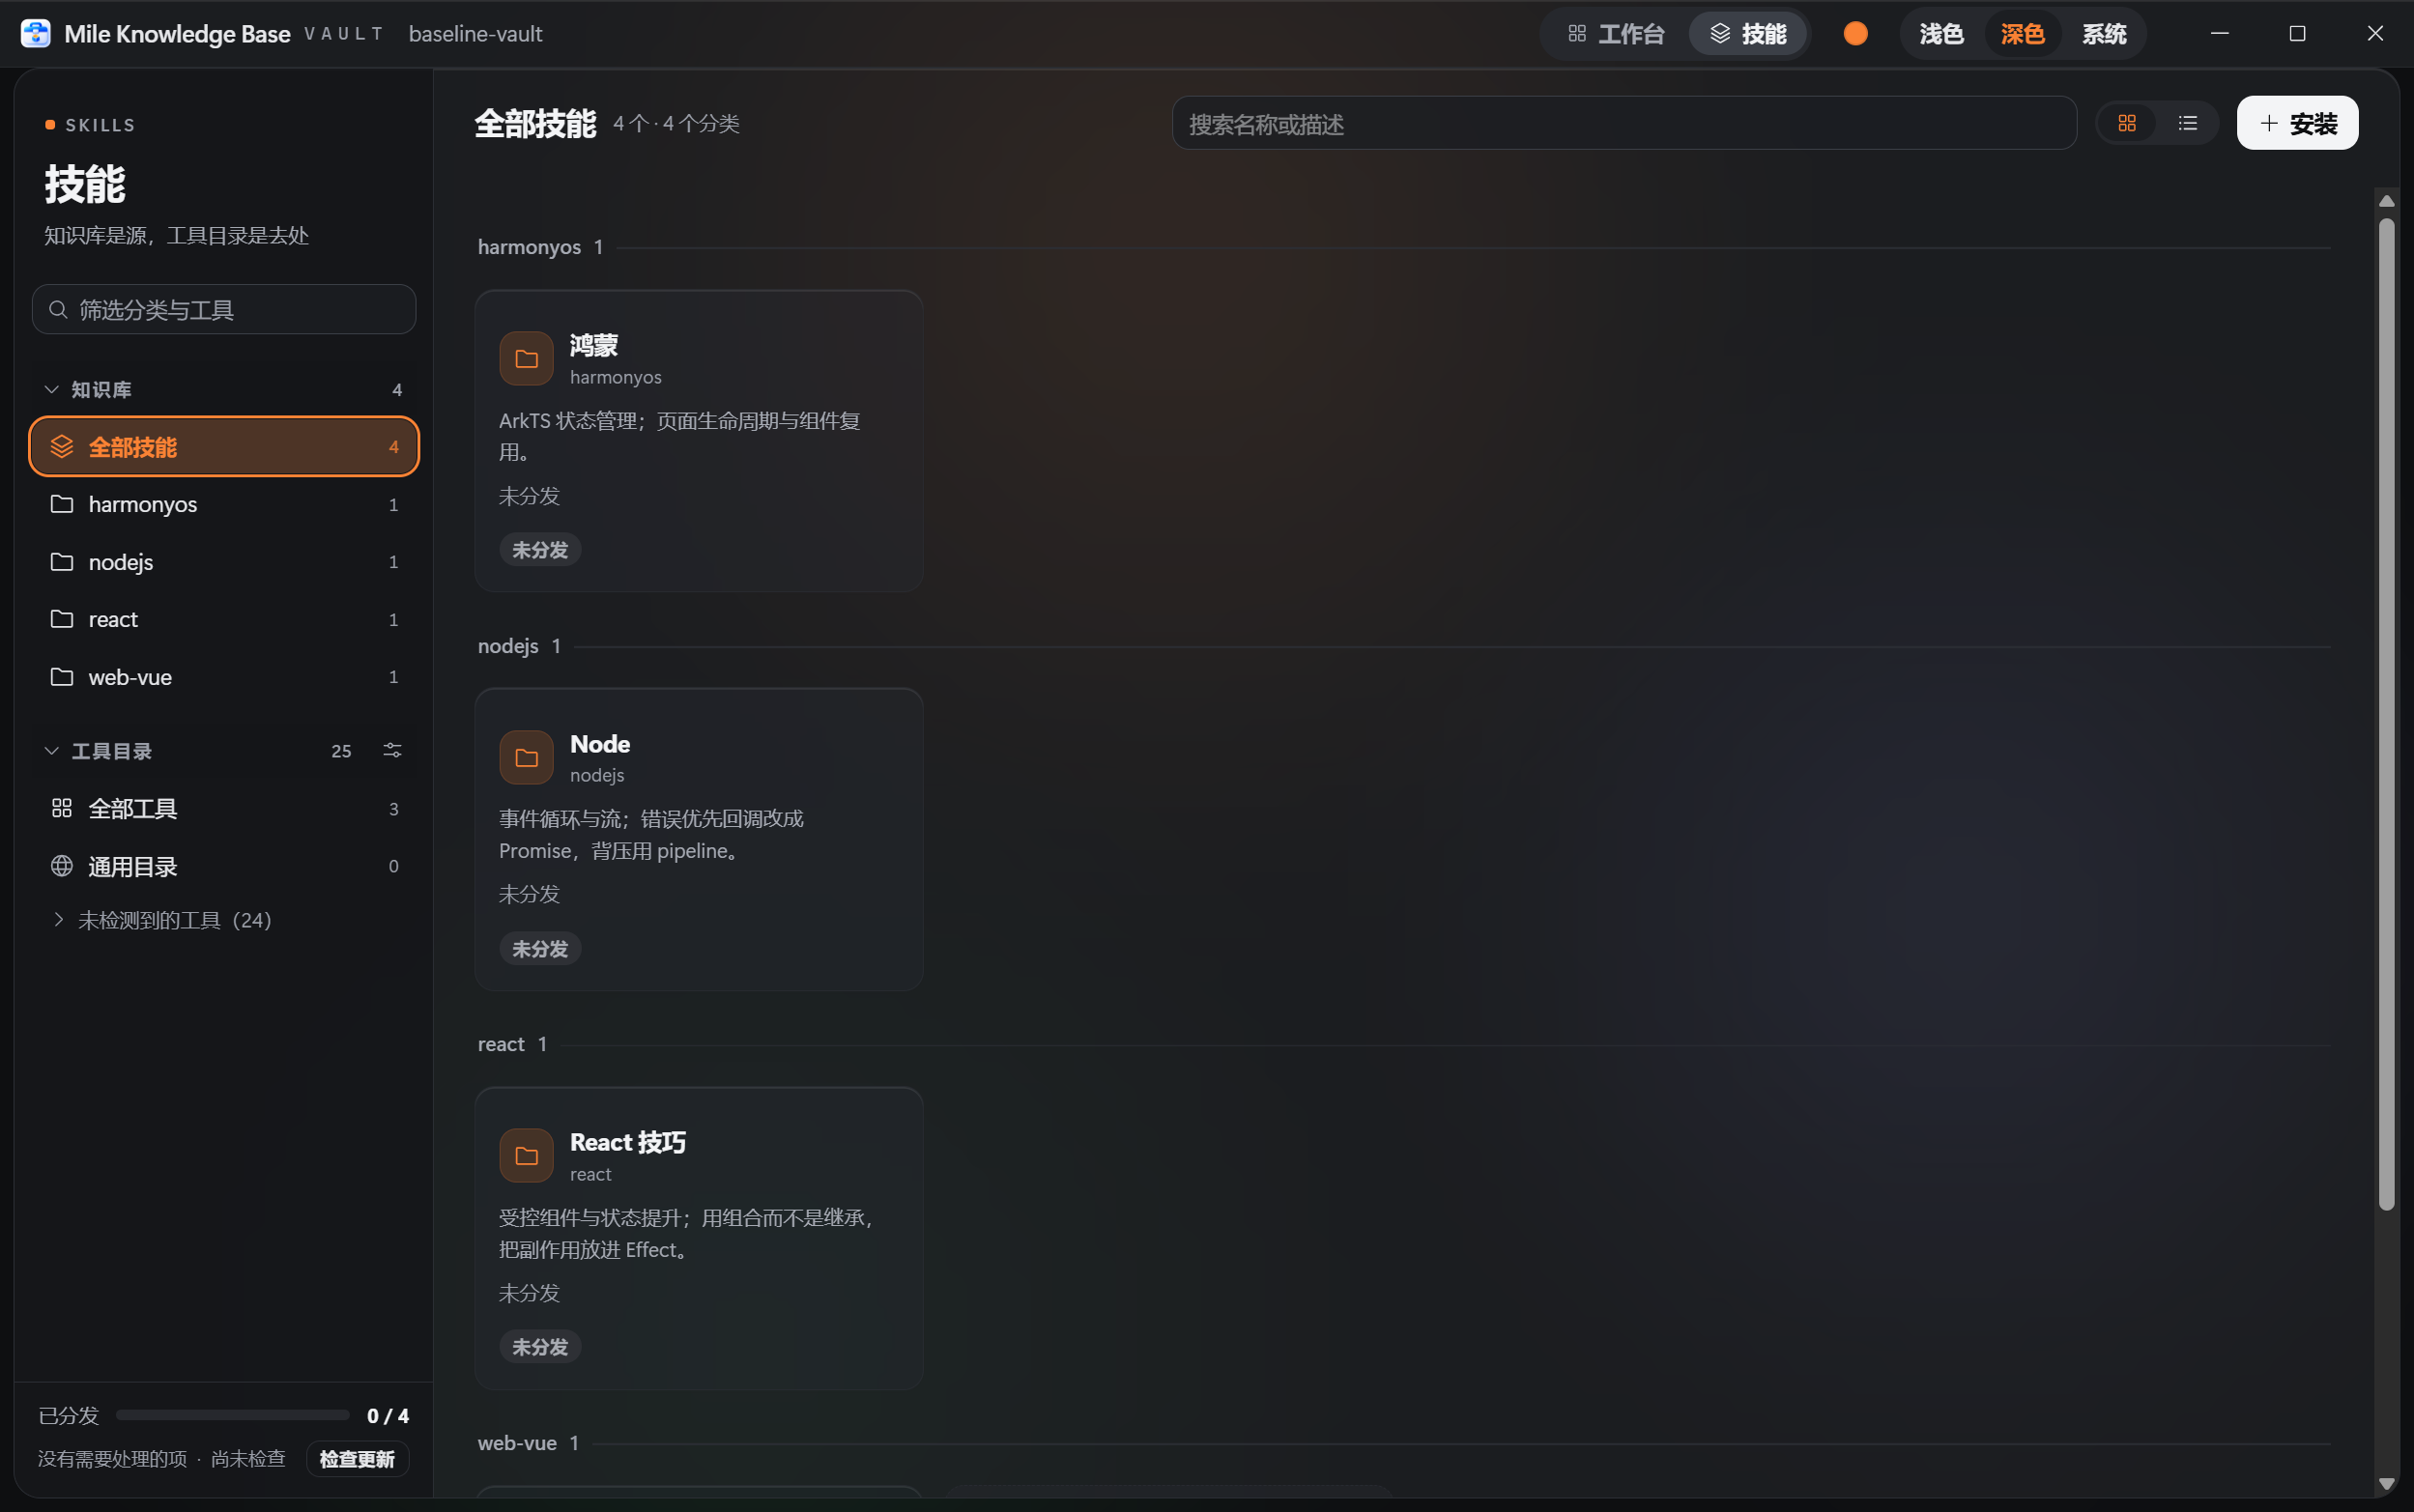 Mile Knowledge Base VAULT baseline-vault
工作台 技能 浅色 深色 系统
SKILLS
技能
知识库是源，工具目录是去处
筛选分类与工具
知识库 4
全部技能 4
harmonyos 1
nodejs 1
react 1
web-vue 1
工具目录 25
全部工具 3
通用目录 0
未检测到的工具（24）
已分发 0 / 4
没有需要处理的项 · 尚未检查 检查更新
全部技能 4 个 · 4 个分类
搜索名称或描述
安装
harmonyos 1
鸿蒙
harmonyos
ArkTS 状态管理；页面生命周期与组件复
用。
未分发
未分发
nodejs 1
Node
nodejs
事件循环与流；错误优先回调改成
Promise，背压用 pipeline。
未分发
未分发
react 1
React 技巧
react
受控组件与状态提升；用组合而不是继承，
把副作用放进 Effect。
未分发
未分发
web-vue 1